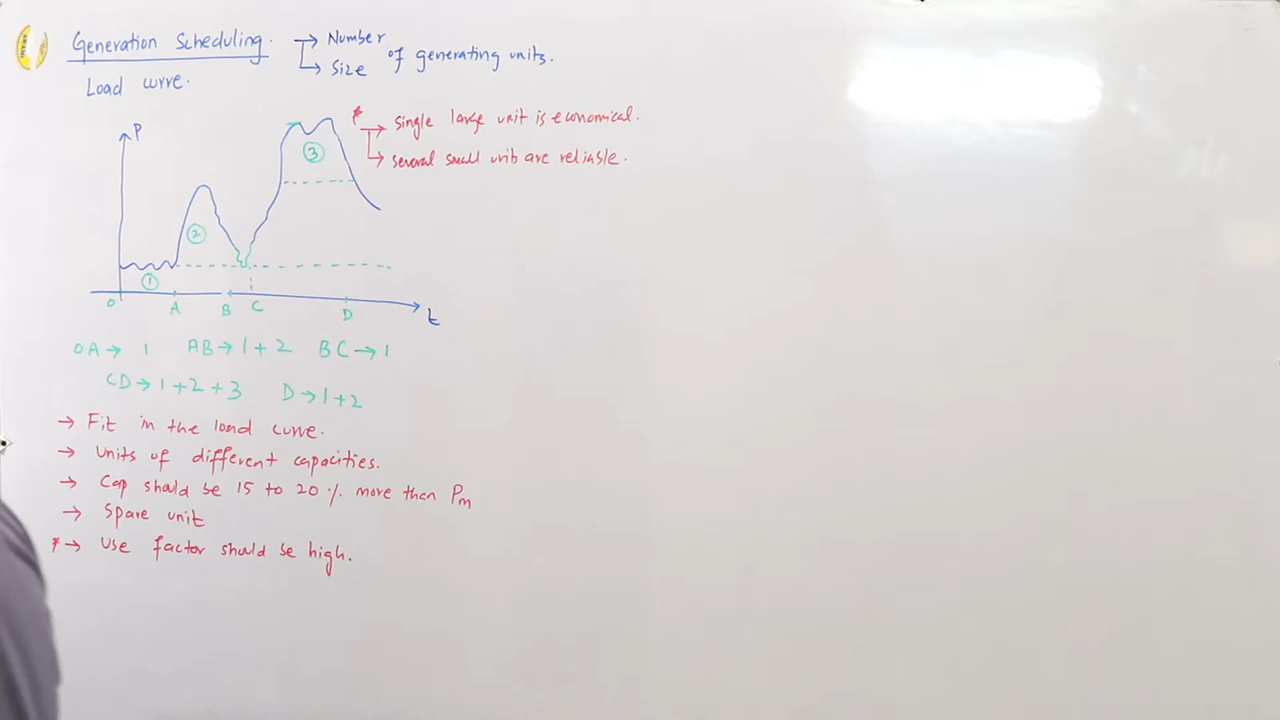 Generation Scheduling.
→ Number
→ Size
of generating units.
Load curve.
P
* → single large unit is economical.
→ several small units are reliable.
3
2
1
0 A B C D t
OA → 1 AB → 1 + 2 BC → 1
CD → 1 + 2 + 3 D → 1 + 2
→ Fit in the load curve.
→ Units of different capacities.
→ Cap should be 15 to 20 % more than Pm
→ Spare unit
* → Use factor should be high.